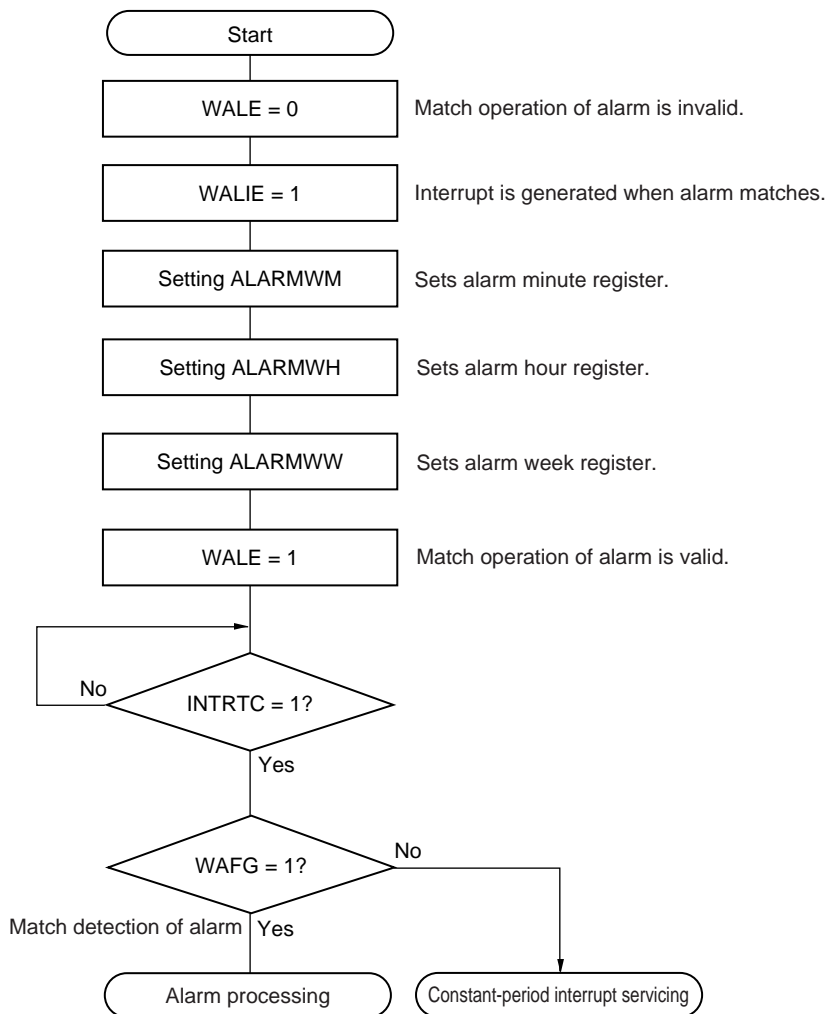 Start
WALE = 0
Match operation of alarm is invalid.
WALIE = 1
Interrupt is generated when alarm matches.
Setting ALARMWM
Sets alarm minute register.
Setting ALARMWH
Sets alarm hour register.
Setting ALARMWW
Sets alarm week register.
WALE = 1
Match operation of alarm is valid.
No
INTRTC = 1?
Yes
WAFG = 1?
No
Match detection of alarm
Yes
Alarm processing
Constant-period interrupt servicing